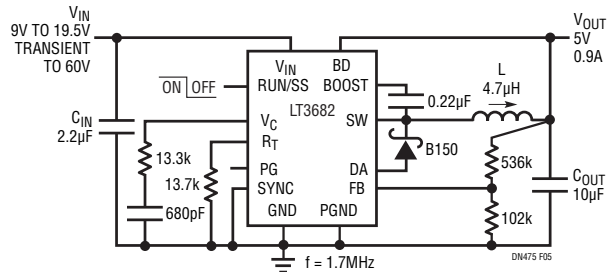 VIN
9V TO 19.5V
TRANSIENT
TO 60V
VOUT
5V
0.9A
VIN
BD
RUN/SS
BOOST
LT3682
ON OFF
L
4.7µH
0.22µF
VC
SW
CIN
2.2µF
RT
B150
13.3k
13.7k
PG
DA
536k
SYNC
FB
COUT
10µF
680pF
GND
PGND
102k
f = 1.7MHz
DN475 F05